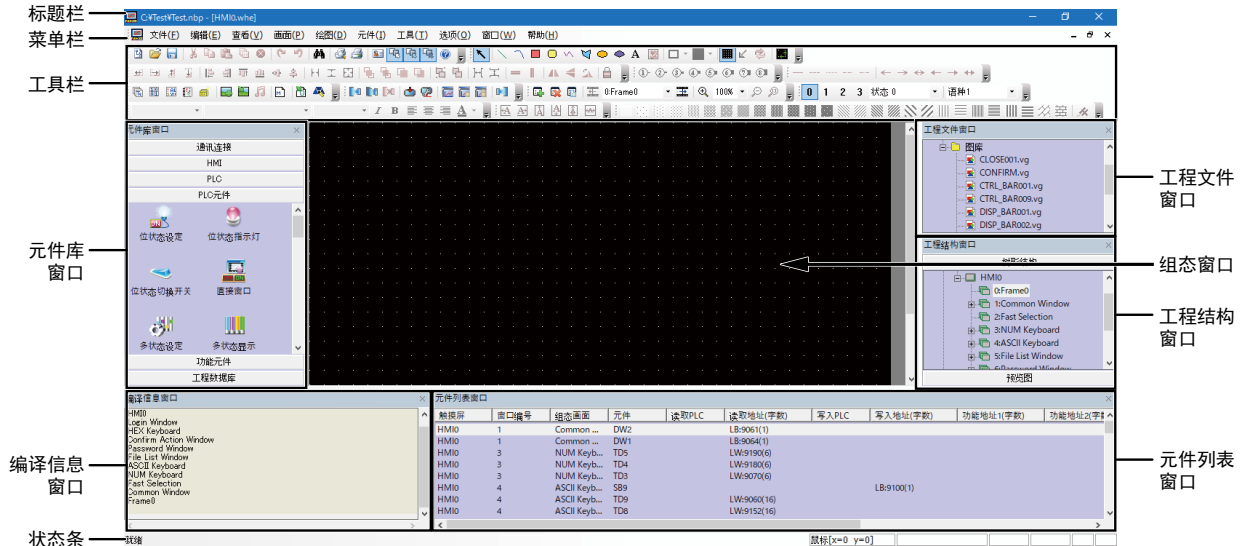 标题栏
C:¥Test¥Test.nbp - [HMI0.whe]
菜单栏
文件(F) 编辑(E) 查看(V) 画面(P) 绘图(D) 元件(I) 工具(T) 选项(O) 窗口(W) 帮助(H)
工具栏
0:Frame0 100% 0 1 2 3 状态 0 语种1
元件库窗口
通讯连接
HMI
PLC
PLC元件
位状态设定 位状态指示灯
位状态切换开关 直接窗口
多状态设定 多状态显示
功能元件
工程数据库
元件库
窗口
工程文件窗口
图库
CLOSE001.vg
CONFIRM.vg
CTRL_BAR001.vg
CTRL_BAR009.vg
DISP_BAR001.vg
DISP_BAR002.vg
工程文件
窗口
工程结构窗口
树形结构
HMI0
0:Frame0
1:Common Window
2:Fast Selection
3:NUM Keyboard
4:ASCII Keyboard
5:File List Window
6:Password Window
预览图
组态窗口
工程结构
窗口
编译信息窗口
HMI0
Login Window
HEX Keyboard
Confirm Action Window
Password Window
File List Window
ASCII Keyboard
NUM Keyboard
Fast Selection
Common Window
Frame0
编译信息
窗口
元件列表窗口
触摸屏 窗口编号 组态画面 元件 读取PLC 读取地址(字数) 写入PLC 写入地址(字数) 功能地址1(字数) 功能地址2(字
HMI0 1 Common ... DW2 LB:9061(1)
HMI0 1 Common ... DW1 LB:9064(1)
HMI0 3 NUM Keyb... TD5 LW:9190(6)
HMI0 3 NUM Keyb... TD4 LW:9180(6)
HMI0 3 NUM Keyb... TD3 LW:9070(6)
HMI0 4 ASCII Keyb... SB9 LB:9100(1)
HMI0 4 ASCII Keyb... TD9 LW:9060(16)
HMI0 4 ASCII Keyb... TD8 LW:9152(16)
元件列表
窗口
状态条
就绪
鼠标[x=0 y=0]